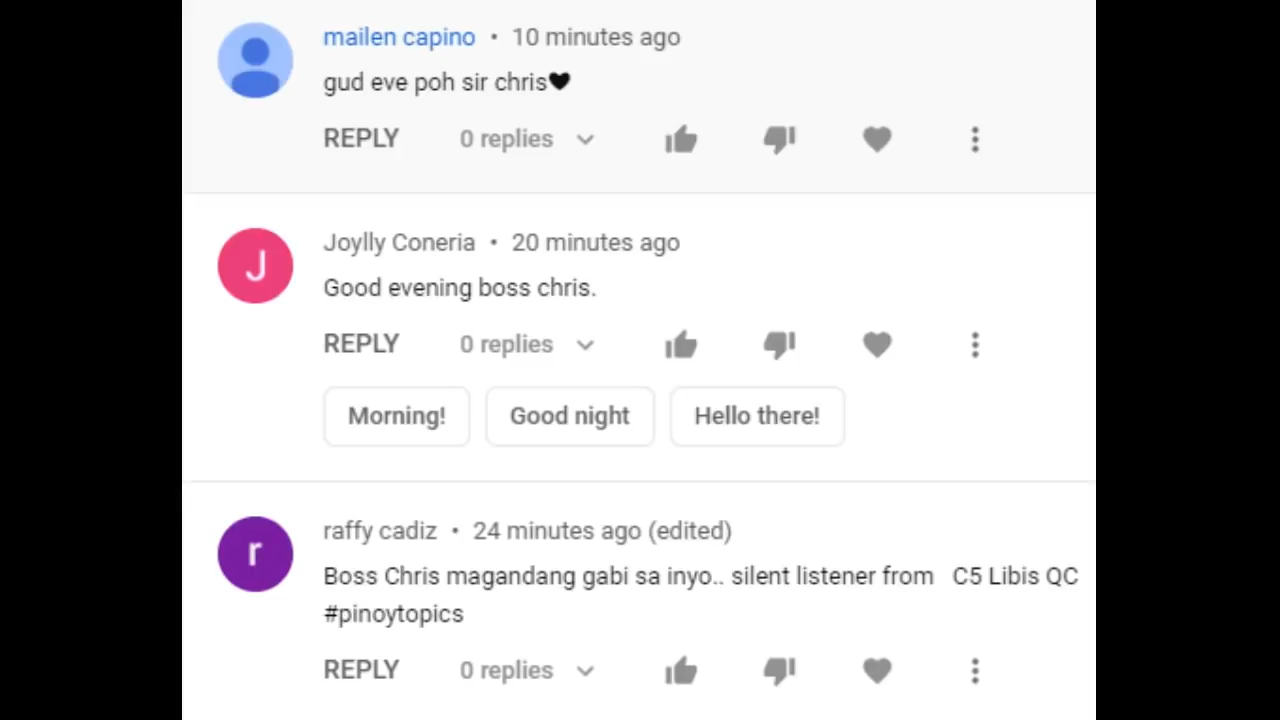 mailen capino • 10 minutes ago
gud eve poh sir chris🖤
REPLY 0 replies
J
Joylly Coneria • 20 minutes ago
Good evening boss chris.
REPLY 0 replies
Morning! Good night Hello there!
r
raffy cadiz • 24 minutes ago (edited)
Boss Chris magandang gabi sa inyo.. silent listener from C5 Libis QC
#pinoytopics
REPLY 0 replies